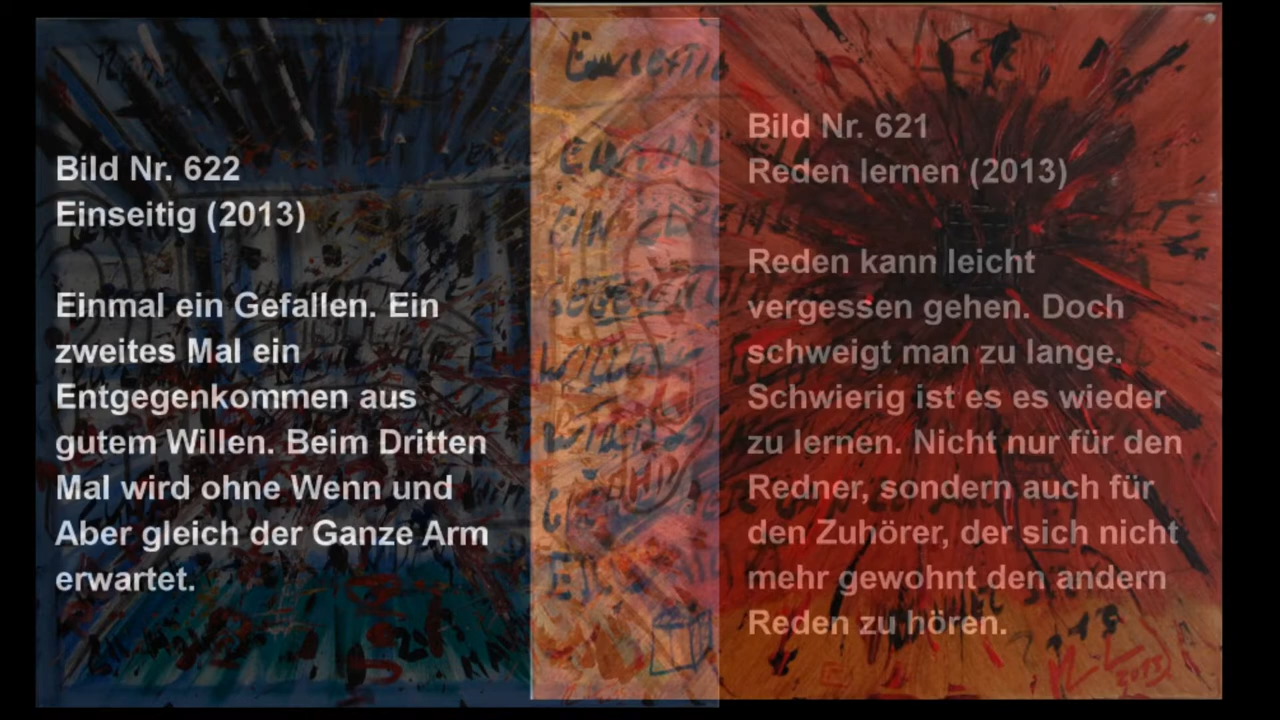 Bild Nr. 622
Einseitig (2013)
Einmal ein Gefallen. Ein
zweites Mal ein
Entgegenkommen aus
gutem Willen. Beim Dritten
Mal wird ohne Wenn und
Aber gleich der Ganze Arm
erwartet.
Bild Nr. 621
Reden lernen (2013)
Reden kann leicht
vergessen gehen. Doch
schweigt man zu lange.
Schwierig ist es es wieder
zu lernen. Nicht nur für den
Redner, sondern auch für
den Zuhörer, der sich nicht
mehr gewohnt den andern
Reden zu hören.
EINMAL
WILLEN
2013